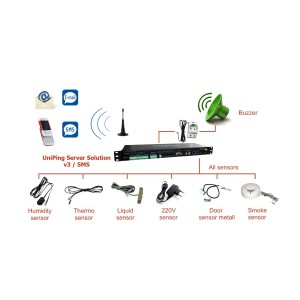 SMS
Buzzer
UniPing Server Solution
v3 / SMS
All sensors
Humidity
sensor
Thermo
sensor
Liquid
sensor
220V
sensor
Door
sensor metall
Smoke
sensor